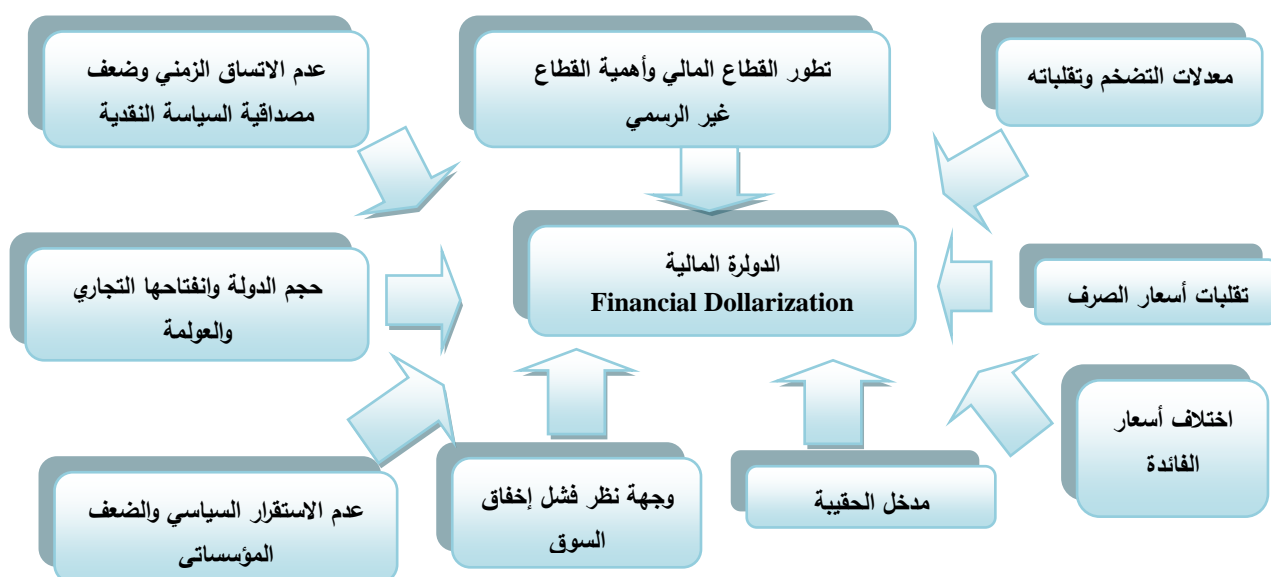 معدلات التضخم وتقلباته
تطور القطاع المالي وأهمية القطاع
غير الرسمي
عدم الاتساق الزمني وضعف
مصداقية السياسة النقدية
تقلبات أسعار الصرف
الدولرة المالية
Financial Dollarization
حجم الدولة وانفتاحها التجاري
والعولمة
اختلاف أسعار
الفائدة
مدخل الحقيبة
وجهة نظر فشل إخفاق
السوق
عدم الاستقرار السياسي والضعف
المؤسساتي